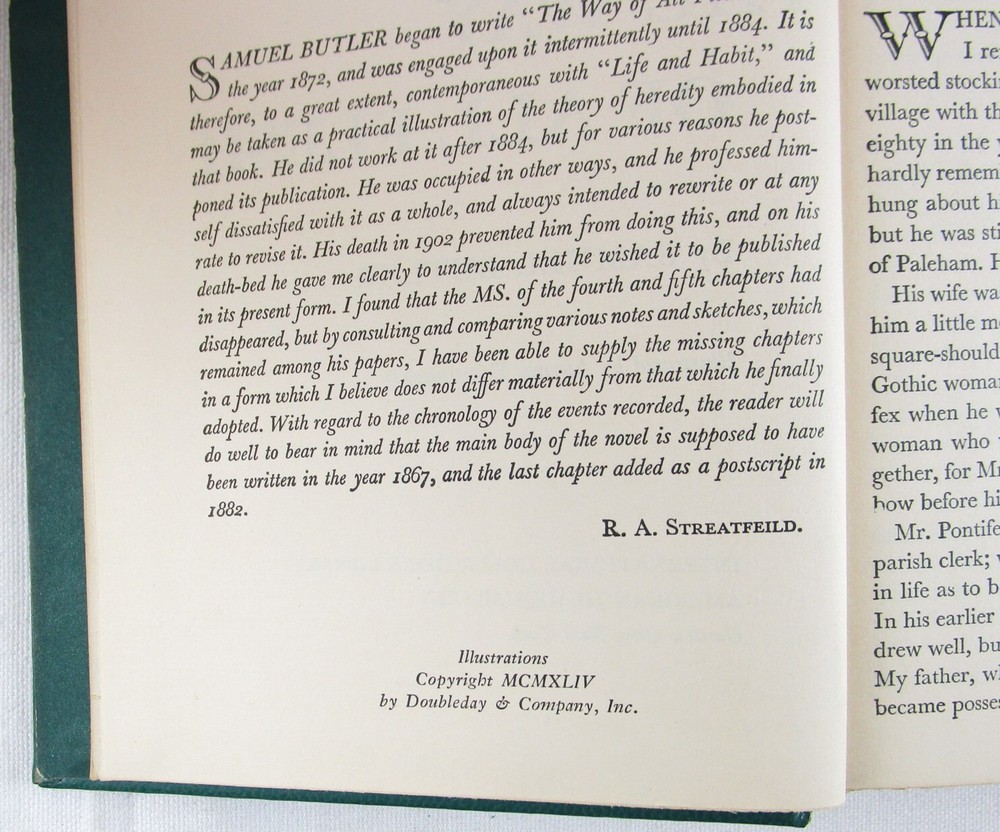 SAMUEL BUTLER began to write "The Way of All
the year 1872, and was engaged upon it intermittently until 1884. It is
therefore, to a great extent, contemporaneous with "Life and Habit," and
may be taken as a practical illustration of the theory of heredity embodied in
that book. He did not work at it after 1884, but for various reasons he post-
poned its publication. He was occupied in other ways, and he professed him-
self dissatisfied with it as a whole, and always intended to rewrite or at any
rate to revise it. His death in 1902 prevented him from doing this, and on his
death-bed he gave me clearly to understand that he wished it to be published
in its present form. I found that the MS. of the fourth and fifth chapters had
disappeared, but by consulting and comparing various notes and sketches, which
remained among his papers, I have been able to supply the missing chapters
in a form which I believe does not differ materially from that which he finally
adopted. With regard to the chronology of the events recorded, the reader will
do well to bear in mind that the main body of the novel is supposed to have
been written in the year 1867, and the last chapter added as a postscript in
1882.
R. A. STREATFEILD.
Illustrations
Copyright MCMXLIV
by Doubleday & Company, Inc.
WHEN
I re
worsted stocki
village with th
eighty in the y
hardly remem
hung about h
but he was sti
of Paleham. H
His wife wa
him a little m
square-should
Gothic woma
fex when he w
woman who
gether, for Mr
bow before hi
Mr. Pontife
parish clerk; w
in life as to b
In his earlier
drew well, bu
My father, w
became posse